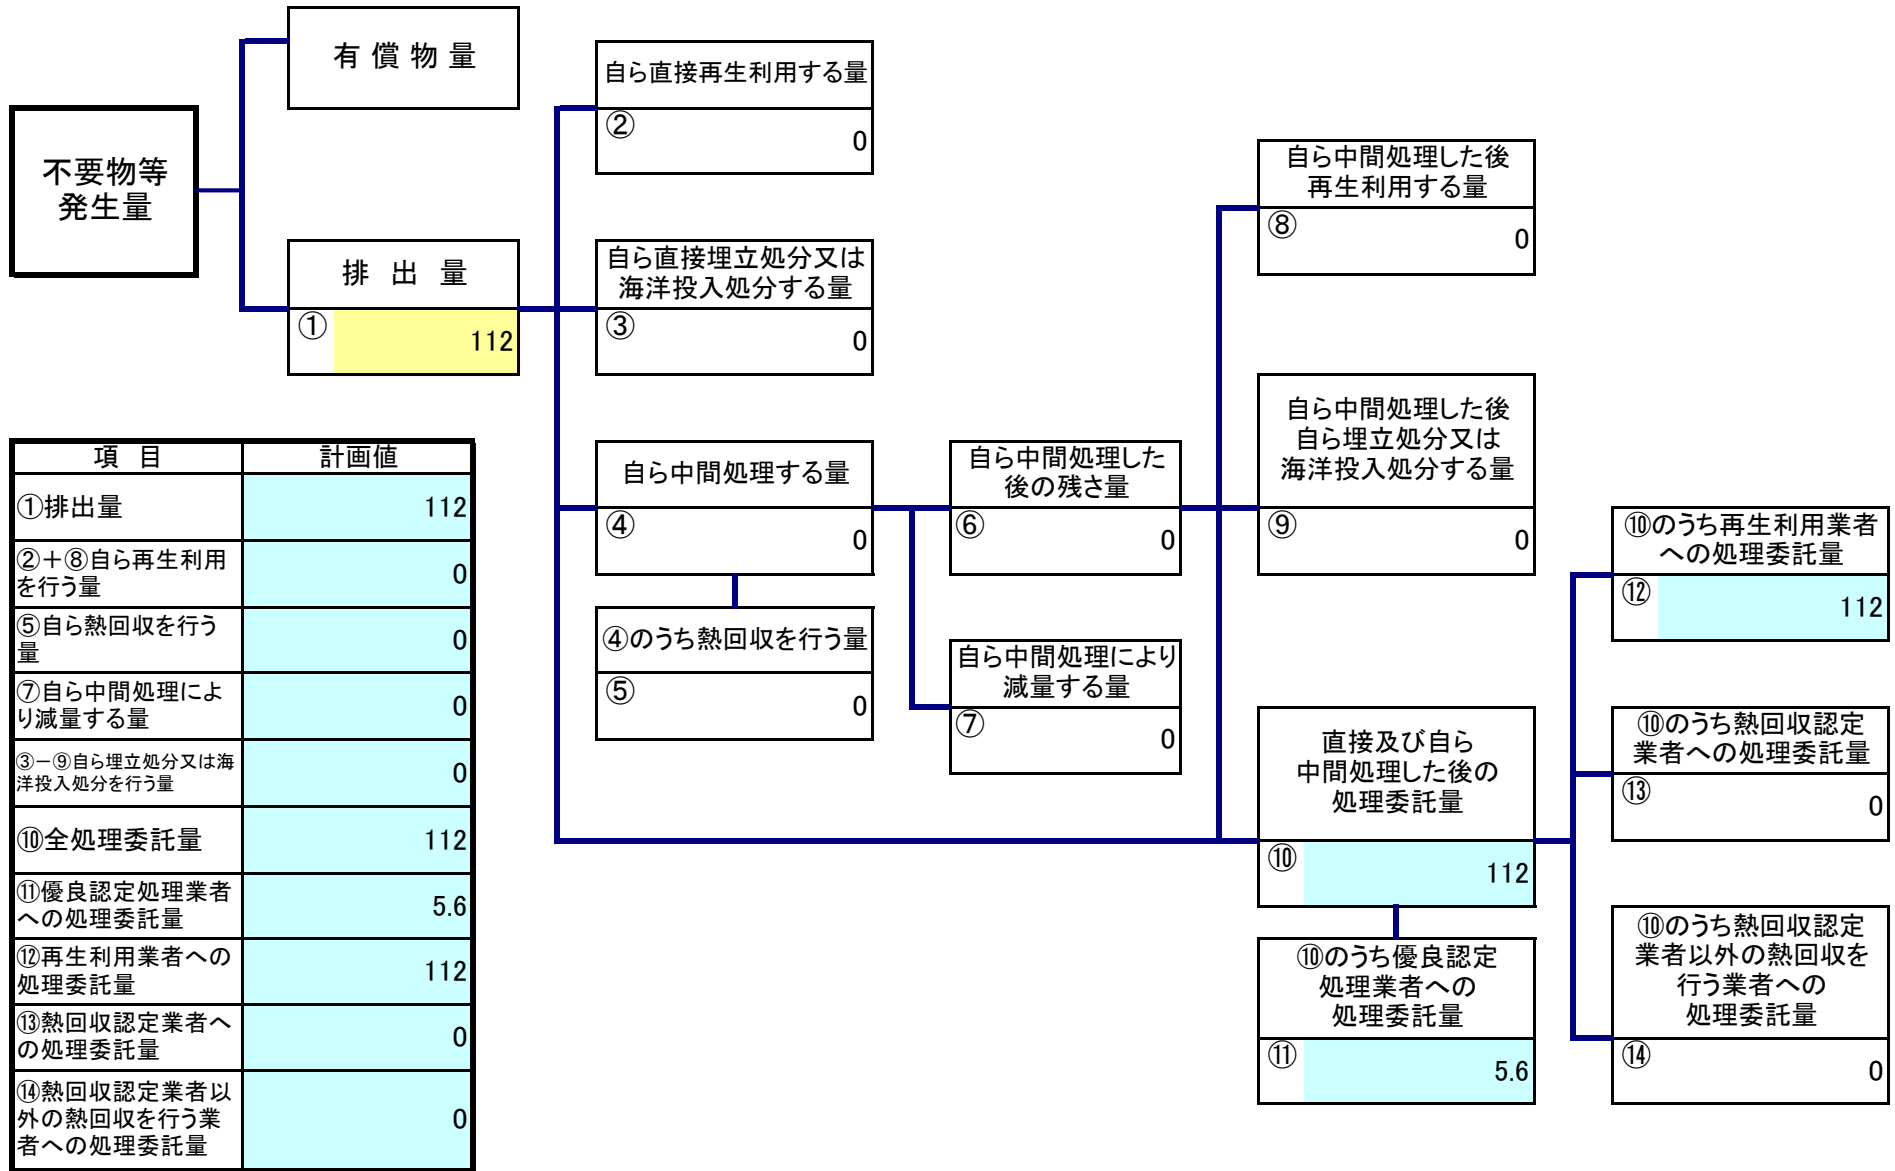 有 償 物 量
不要物等
発生量
排 出 量
①
112
自ら直接再生利用する量
②
0
自ら直接埋立処分又は
海洋投入処分する量
③
0
自ら中間処理する量
④
0
④のうち熱回収を行う量
⑤
0
自ら中間処理した
後の残さ量
⑥
0
自ら中間処理により
減量する量
⑦
0
自ら中間処理した後
再生利用する量
⑧
0
自ら中間処理した後
自ら埋立処分又は
海洋投入処分する量
⑨
0
直接及び自ら
中間処理した後の
処理委託量
⑩
112
⑩のうち優良認定
処理業者への
処理委託量
⑪
5.6
⑩のうち再生利用業者
への処理委託量
⑫
112
⑩のうち熱回収認定
業者への処理委託量
⑬
0
⑩のうち熱回収認定
業者以外の熱回収を
行う業者への
処理委託量
⑭
0
項 目 計画値
①排出量 112
②＋⑧自ら再生利用
を行う量 0
⑤自ら熱回収を行う
量 0
⑦自ら中間処理によ
り減量する量 0
③－⑨自ら埋立処分又は海
洋投入処分を行う量 0
⑩全処理委託量 112
⑪優良認定処理業者
への処理委託量 5.6
⑫再生利用業者への
処理委託量 112
⑬熱回収認定業者へ
の処理委託量 0
⑭熱回収認定業者以
外の熱回収を行う業
者への処理委託量 0